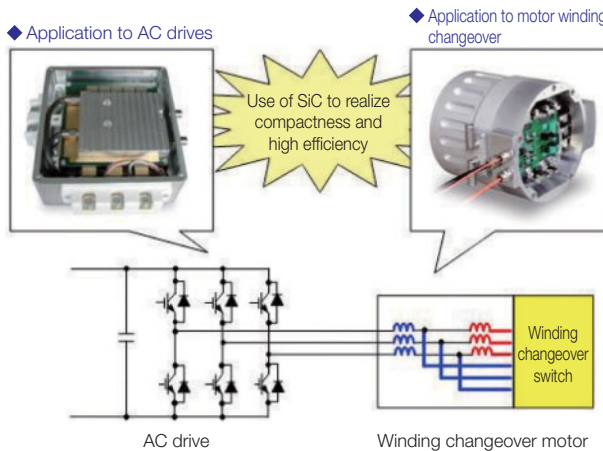 ◆ Application to AC drives
◆ Application to motor winding
changeover
Use of SiC to realize
compactness and
high efficiency
Winding
changeover
switch
AC drive
Winding changeover motor